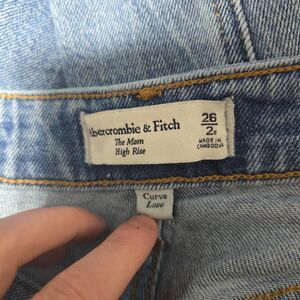 Abercrombie & Fitch
The Mom
High Rise
26
2R
MADE IN
CAMBODIA
Curve
Love